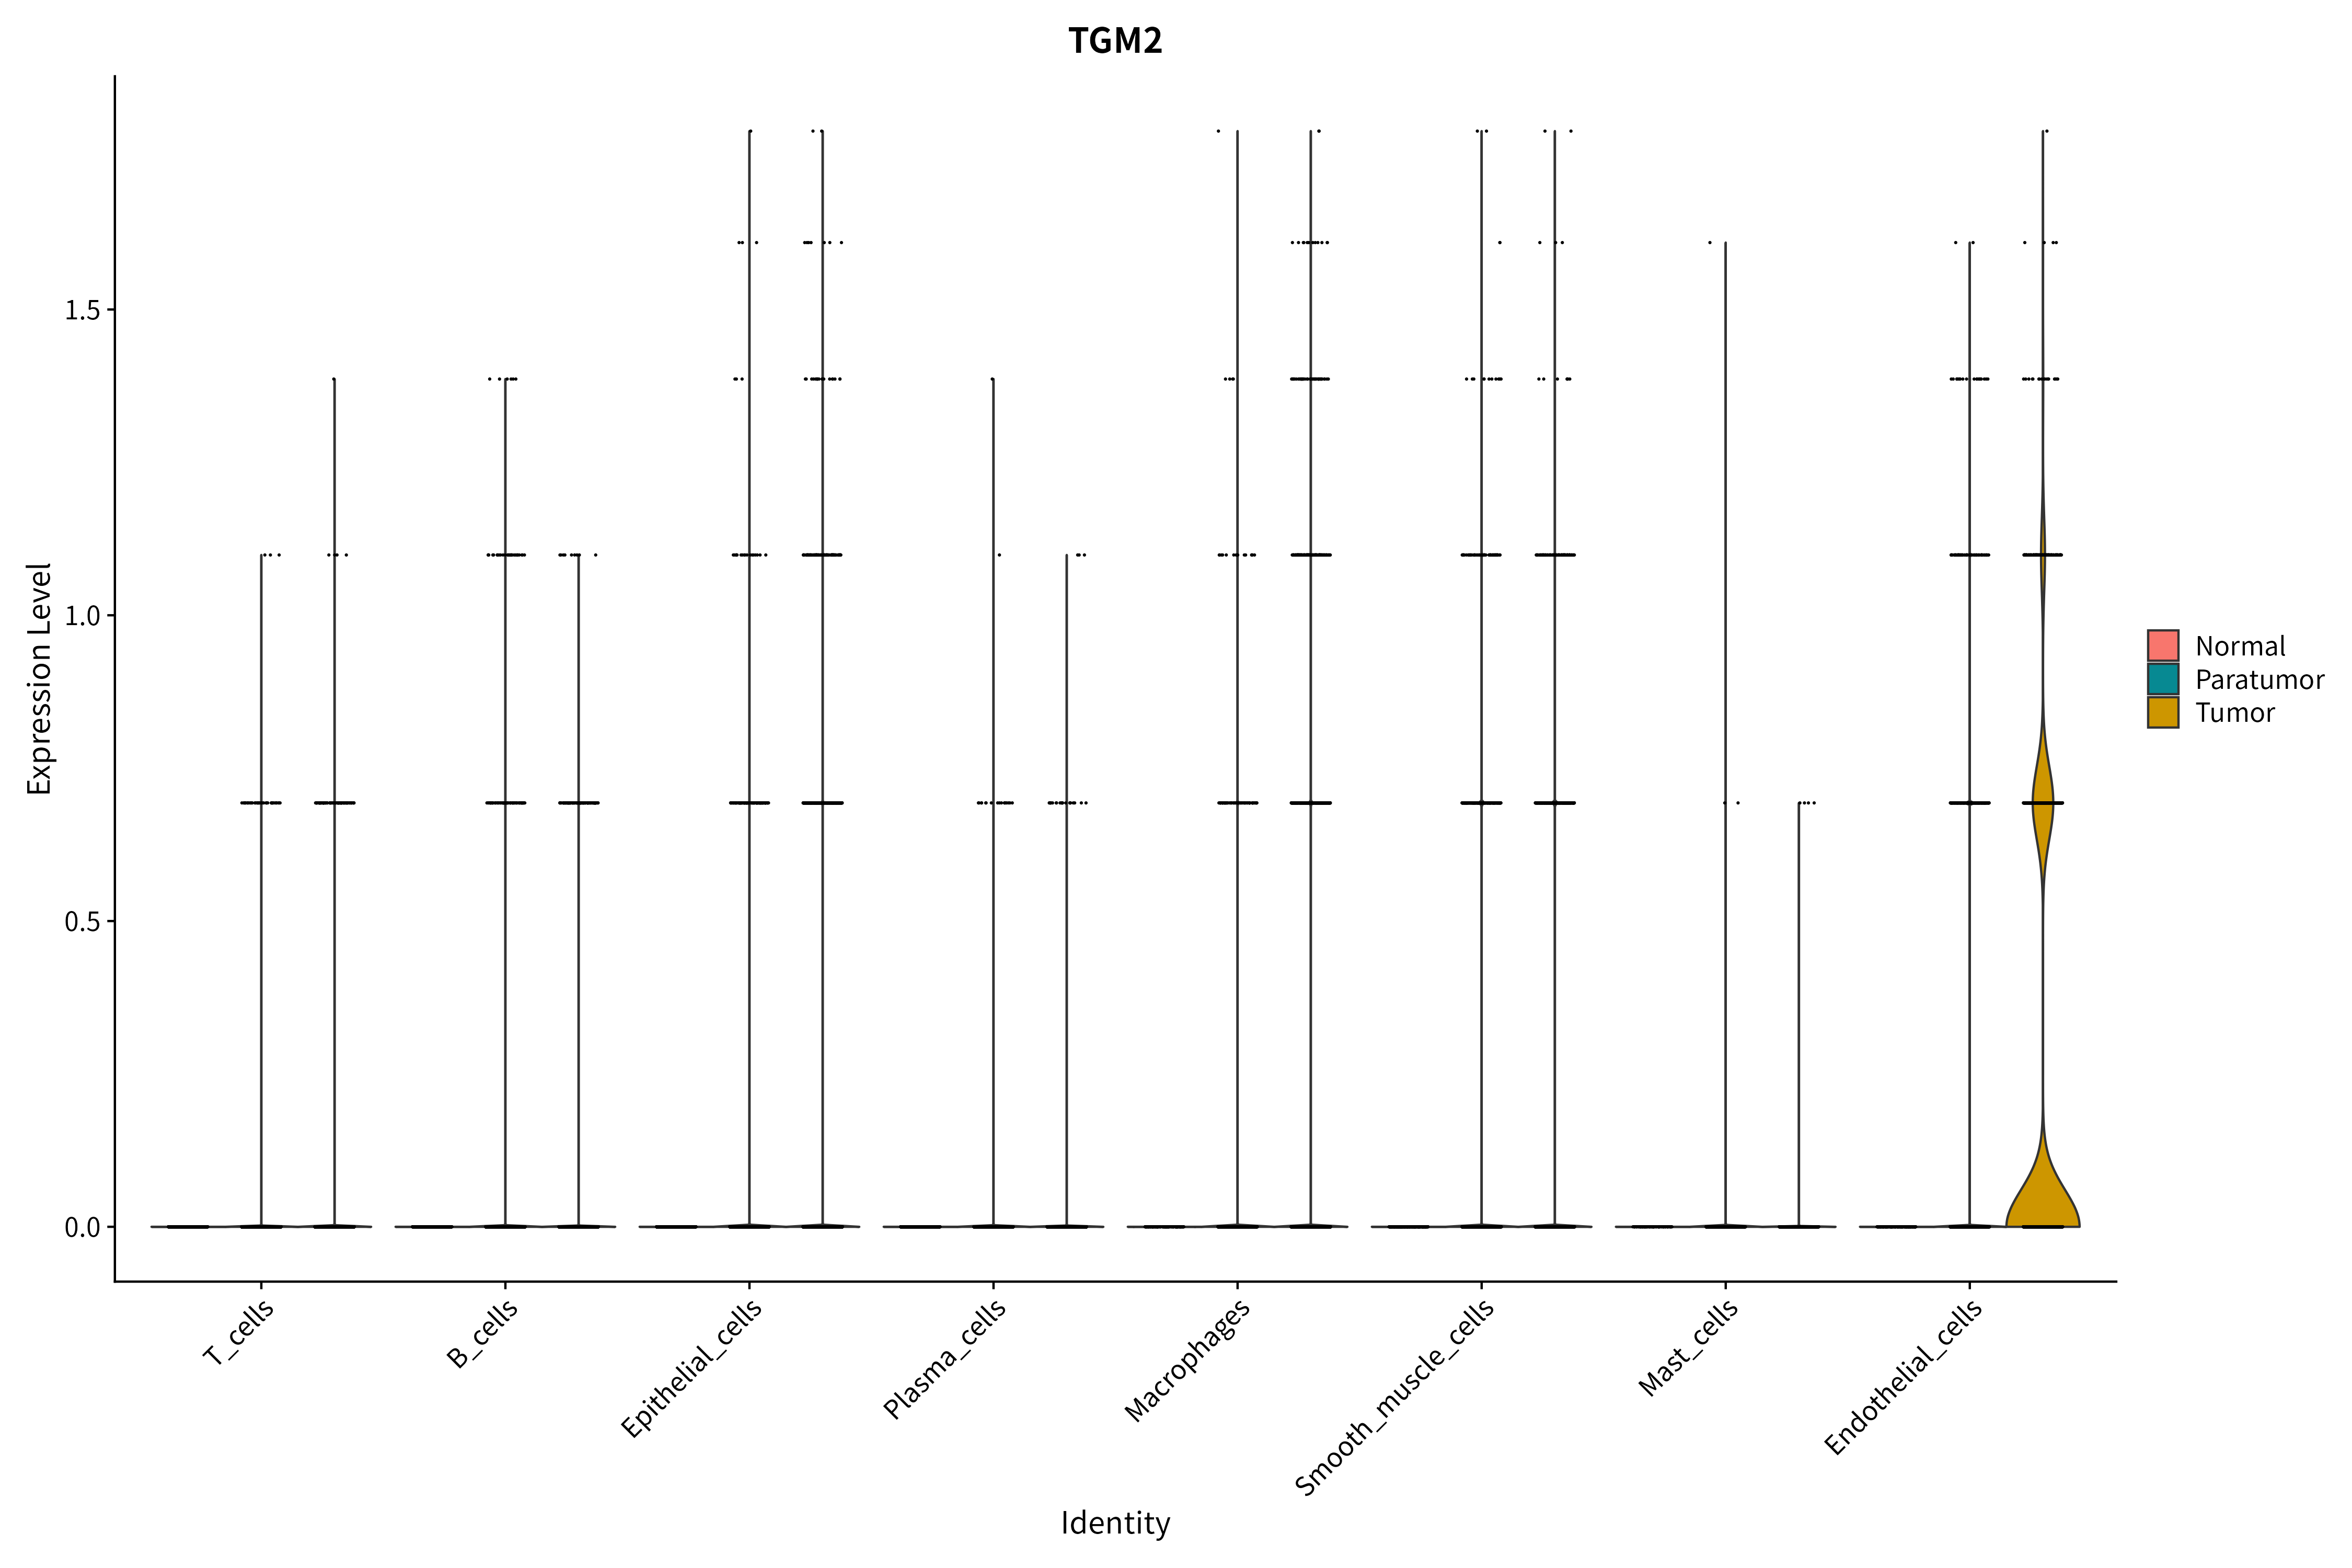 TGM2
Expression Level
1.5
1.0
0.5
0.0
T_cells
B_cells
Epithelial_cellls
Plasma_cells
Macrophages
Smooth_muscle_cells
Mast_cells
Endothelial_cells
Identity
Normal
Paratumor
Tumor